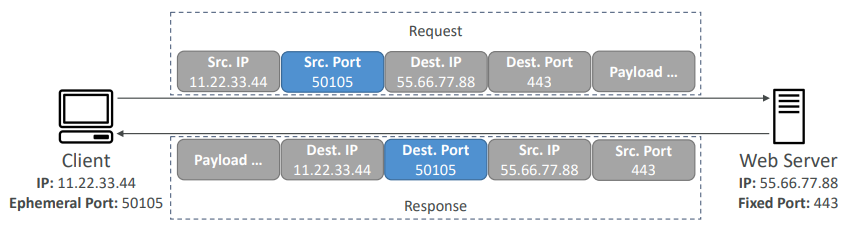 Request
Src. IP
11.22.33.44
Src. Port
50105
Dest. IP
55.66.77.88
Dest. Port
443
Payload ...
Client
IP: 11.22.33.44
Ephemeral Port: 50105
Web Server
IP: 55.66.77.88
Fixed Port: 443
Payload ...
Dest. IP
11.22.33.44
Dest. Port
50105
Src. IP
55.66.77.88
Src. Port
443
Response